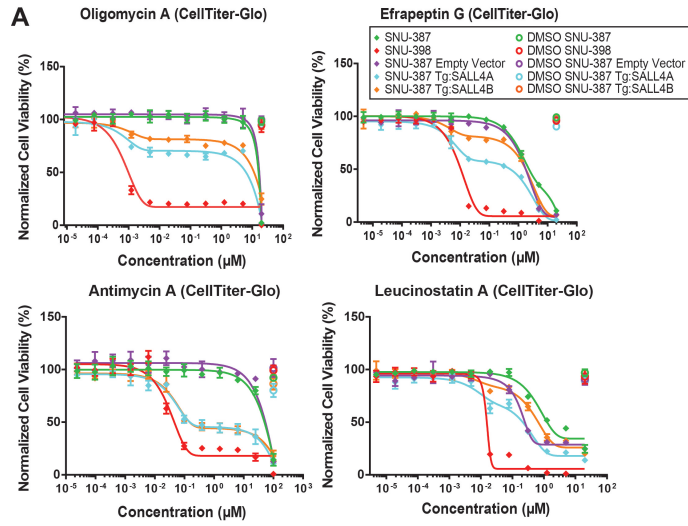 A
Oligomycin A (CellTiter-Glo)
Normalized Cell Viability (%)
150
100
50
0
10⁻⁵ 10⁻⁴ 10⁻³ 10⁻² 10⁻¹ 10⁰ 10¹ 10²
Concentration (µM)
Efrapeptin G (CellTiter-Glo)
SNU-387 DMSO SNU-387
SNU-398 DMSO SNU-398
SNU-387 Empty Vector DMSO SNU-387 Empty Vector
SNU-387 Tg:SALL4A DMSO SNU-387 Tg:SALL4A
SNU-387 Tg:SALL4B DMSO SNU-387 Tg:SALL4B
Normalized Cell Viability (%)
150
100
50
0
10⁻⁵ 10⁻⁴ 10⁻³ 10⁻² 10⁻¹ 10⁰ 10¹ 10²
Concentration (µM)
Antimycin A (CellTiter-Glo)
Normalized Cell Viability (%)
150
100
50
0
10⁻⁵ 10⁻⁴ 10⁻³ 10⁻² 10⁻¹ 10⁰ 10¹ 10² 10³
Concentration (µM)
Leucinostatin A (CellTiter-Glo)
Normalized Cell Viability (%)
150
100
50
0
10⁻⁵ 10⁻⁴ 10⁻³ 10⁻² 10⁻¹ 10⁰ 10¹ 10²
Concentration (µM)